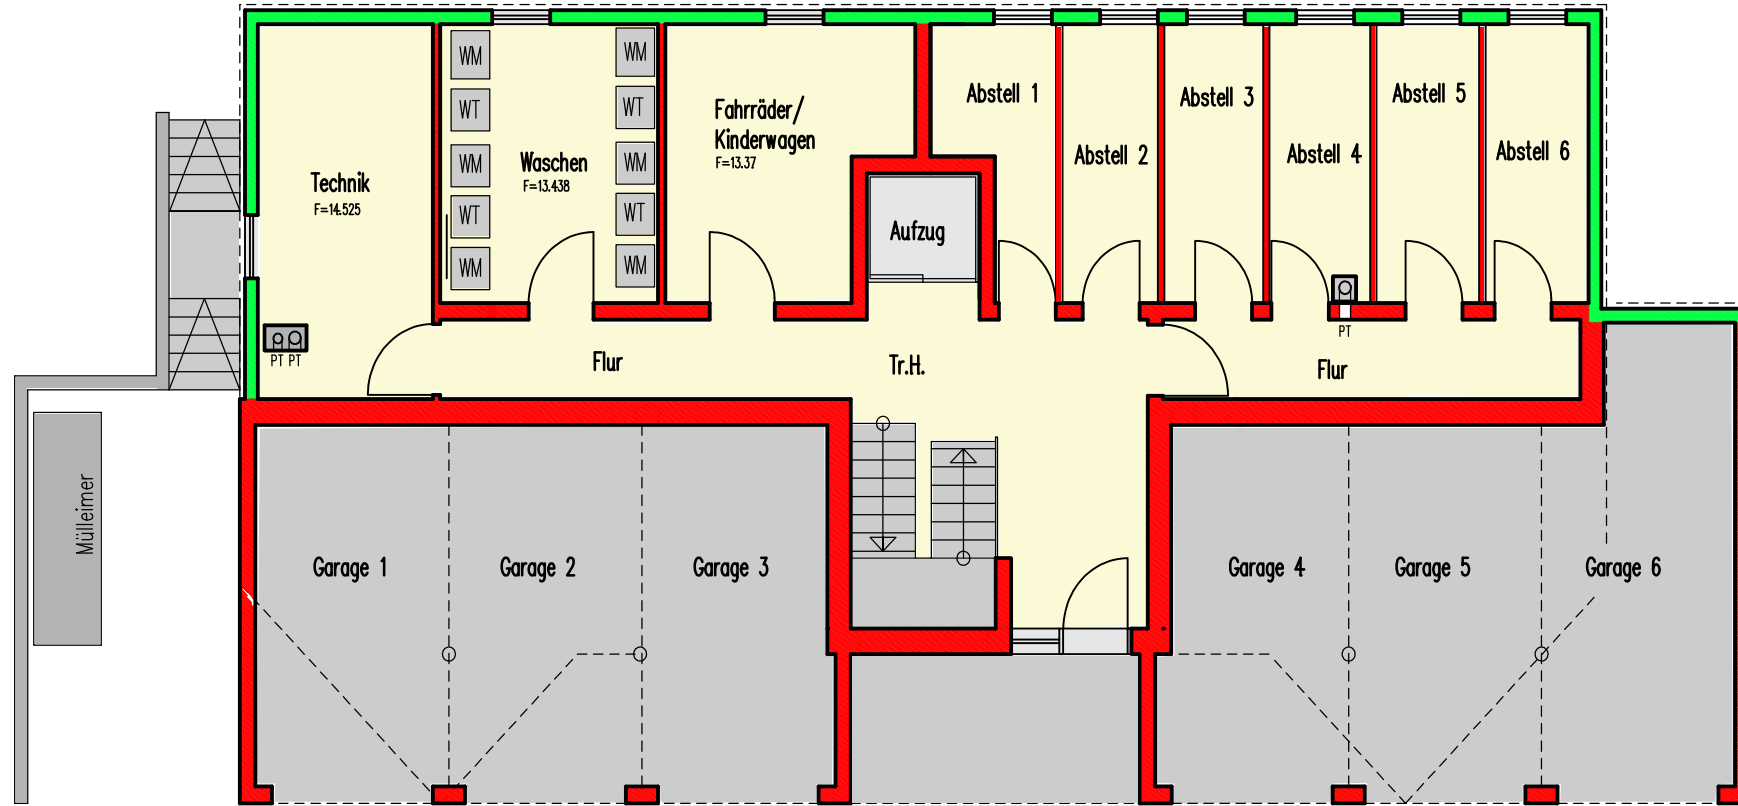 WM
WT
WM
WT
WM
WM
WT
WM
WT
WM
Technik
F=14.525
Waschen
F=13.438
Fahrräder/
Kinderwagen
F=13.37
Aufzug
Abstell 1
Abstell 2
Abstell 3
Abstell 4
Abstell 5
Abstell 6
PT PT
PT
Flur
Tr.H.
Flur
Mülleimer
Garage 1
Garage 2
Garage 3
Garage 4
Garage 5
Garage 6